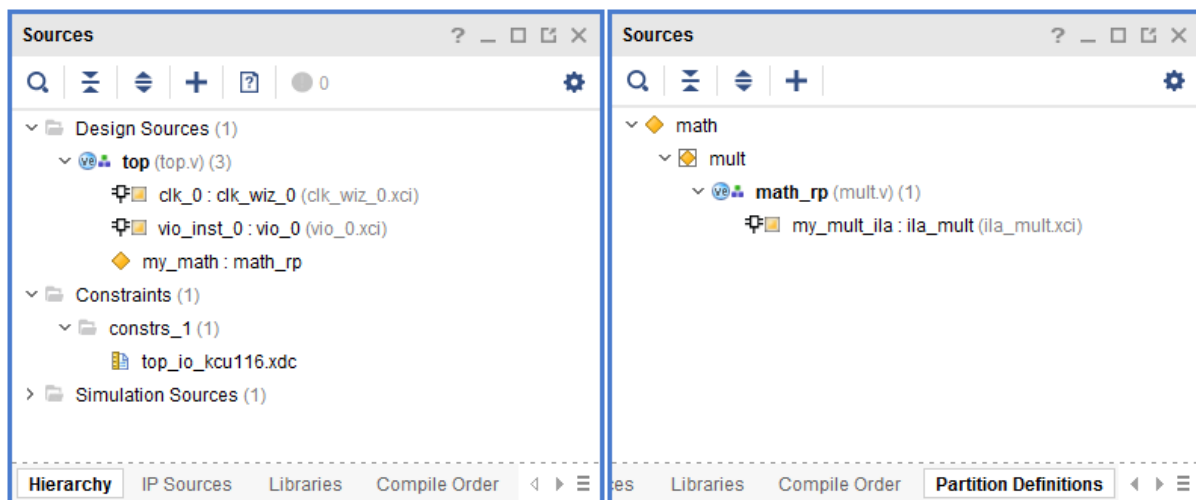 Sources
?
0
Design Sources (1)
top (top.v) (3)
clk_0 : clk_wiz_0 (clk_wiz_0.xci)
vio_inst_0 : vio_0 (vio_0.xci)
my_math : math_rp
Constraints (1)
constrs_1 (1)
top_io_kcu116.xdc
Simulation Sources (1)
Hierarchy IP Sources Libraries Compile Order
Sources
?
math
mult
math_rp (mult.v) (1)
my_mult_ila : ila_mult (ila_mult.xci)
ces Libraries Compile Order Partition Definitions